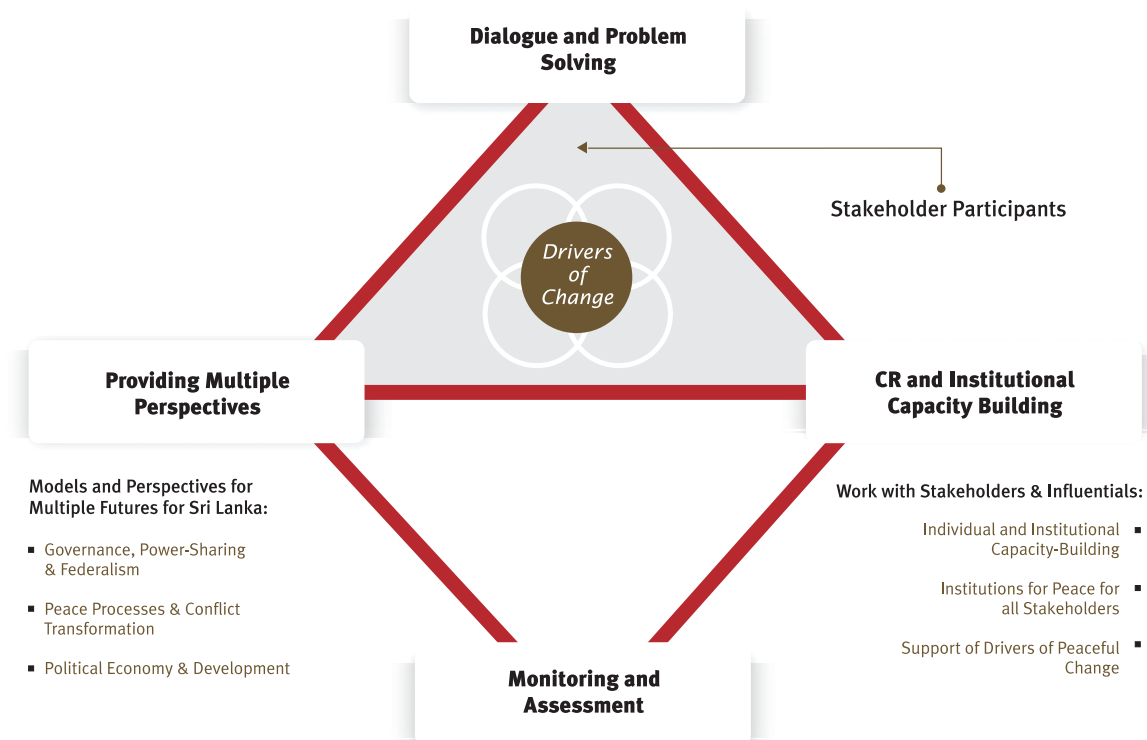 Dialogue and Problem
Solving
Stakeholder Participants
Drivers
of
Change
Providing Multiple
Perspectives
CR and Institutional
Capacity Building
Models and Perspectives for
Multiple Futures for Sri Lanka:
▪ Governance, Power-Sharing
& Federalism
▪ Peace Processes & Conflict
Transformation
▪ Political Economy & Development
Work with Stakeholders & Influentials:
Individual and Institutional ▪
Capacity-Building
Institutions for Peace for ▪
all Stakeholders
Support of Drivers of Peaceful ▪
Change
Monitoring and
Assessment